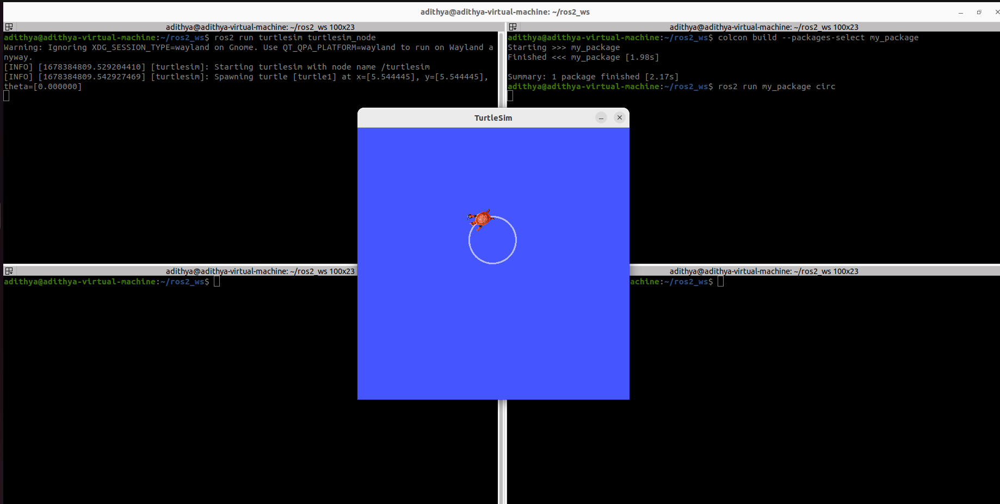 adithya@adithya-virtual-machine: ~/ros2_ws
adithya@adithya-virtual-machine: ~/ros2_ws 100x23
adithya@adithya-virtual-machine:~/ros2_ws$ ros2 run turtlesim turtlesim_node
Warning: Ignoring XDG_SESSION_TYPE=wayland on Gnome. Use QT_QPA_PLATFORM=wayland to run on Wayland a
nyway.
[INFO] [1678384809.529204410] [turtlesim]: Starting turtlesim with node name /turtlesim
[INFO] [1678384809.542927469] [turtlesim]: Spawning turtle [turtle1] at x=[5.544445], y=[5.544445],
theta=[0.000000]
adithya@adithya-virtual-machine: ~/ros2_ws 100x23
adithya@adithya-virtual-machine:~/ros2_ws$ colcon build --packages-select my_package
Starting >>> my_package
Finished <<< my_package [1.98s]
Summary: 1 package finished [2.17s]
adithya@adithya-virtual-machine:~/ros2_ws$ ros2 run my_package circ
TurtleSim
adithya@adithya-virtual-machine: ~/ros2_ws 100x23
adithya@adithya-virtual-machine:~/ros2_ws$
adithya@adithya-virtual-machine: ~/ros2_ws 100x23
achine:~/ros2_ws$